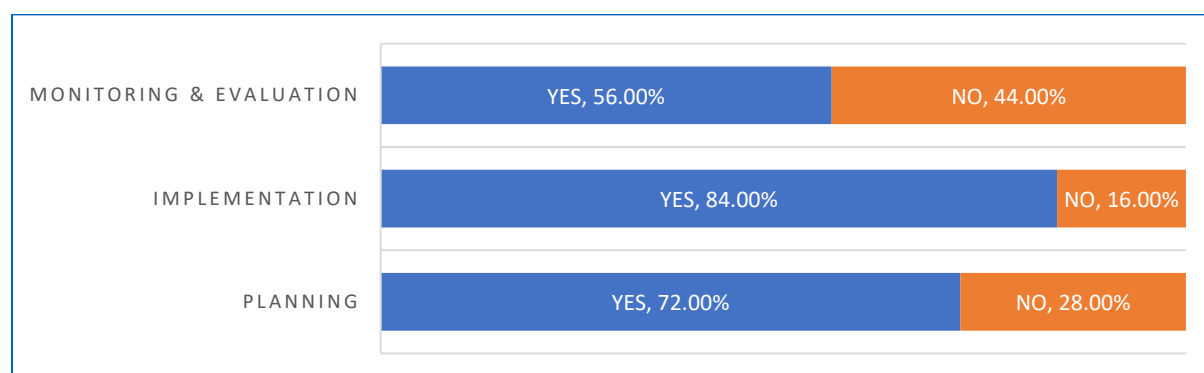 MONITORING & EVALUATION YES, 56.00% NO, 44.00%
IMPLEMENTATION YES, 84.00% NO, 16.00%
PLANNING YES, 72.00% NO, 28.00%